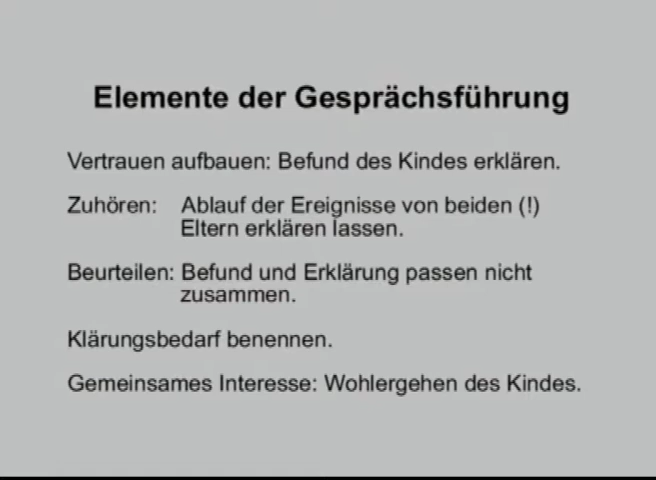 Elemente der Gesprächsführung
Vertrauen aufbauen: Befund des Kindes erklären.
Zuhören: Ablauf der Ereignisse von beiden (!)
Eltern erklären lassen.
Beurteilen: Befund und Erklärung passen nicht
zusammen.
Klärungsbedarf benennen.
Gemeinsames Interesse: Wohlergehen des Kindes.